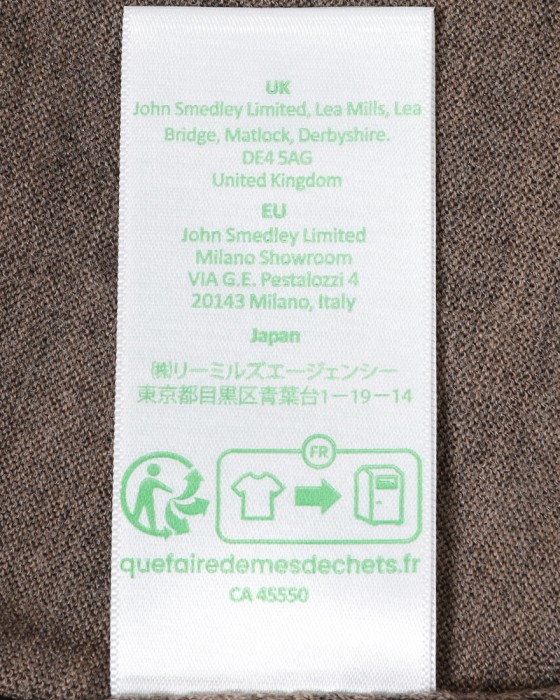 UK
John Smedley Limited, Lea Mills, Lea
Bridge, Matlock, Derbyshire.
DE4 5AG
United Kingdom
EU
John Smedley Limited
Milano Showroom
VIA G.E. Pestalozzi 4
20143 Milano, Italy
Japan
㈱リーミルズエージェンシー
東京都目黒区青葉台1ー19ー14
FR
quefairedemesdechets.fr
CA 45550